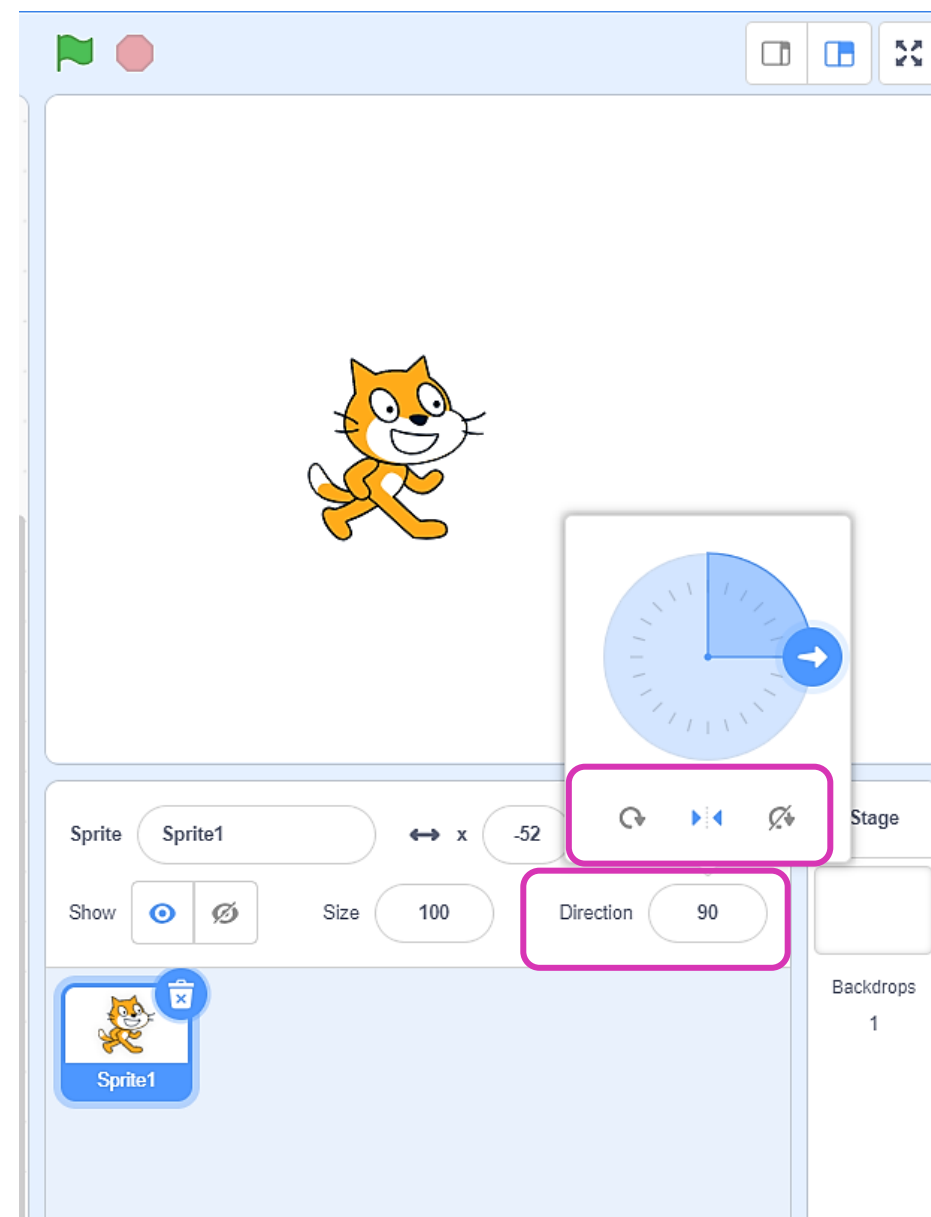 Sprite Sprite1 x -52
Show Size 100 Direction 90
Sprite1
Stage
Backdrops
1